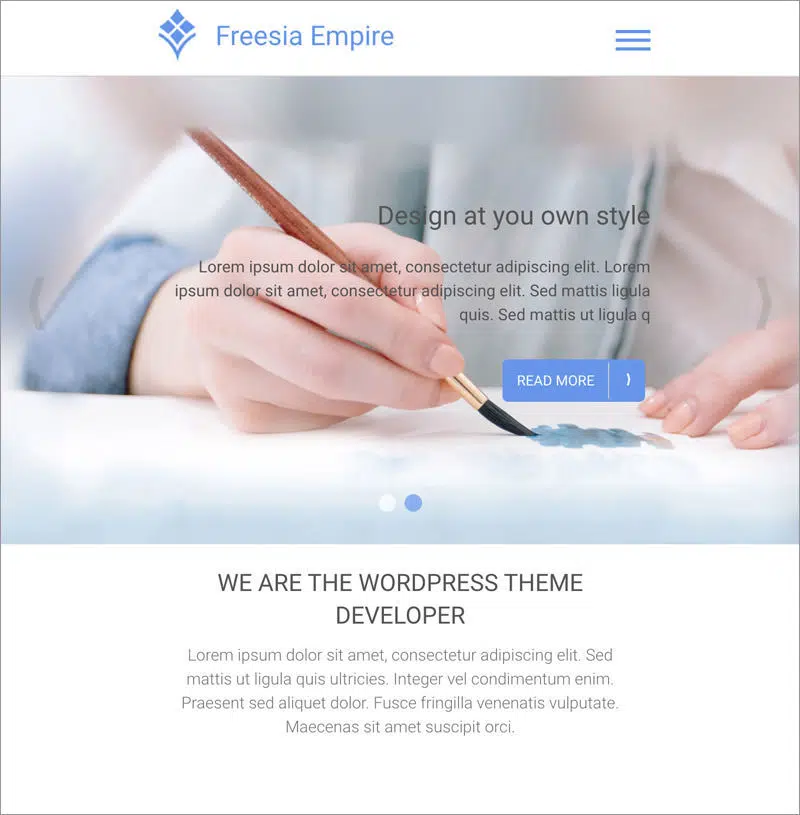 Freesia Empire
Design at you own style
Lorem ipsum dolor sit amet, consectetur adipiscing elit. Lorem
ipsum dolor sit amet, consectetur adipiscing elit. Sed mattis ligula
quis. Sed mattis ut ligula q
READ MORE
WE ARE THE WORDPRESS THEME
DEVELOPER
Lorem ipsum dolor sit amet, consectetur adipiscing elit. Sed
mattis ut ligula quis ultricies. Integer vel condimentum enim.
Praesent sed aliquet dolor. Fusce fringilla venenatis vulputate.
Maecenas sit amet suscipit orci.